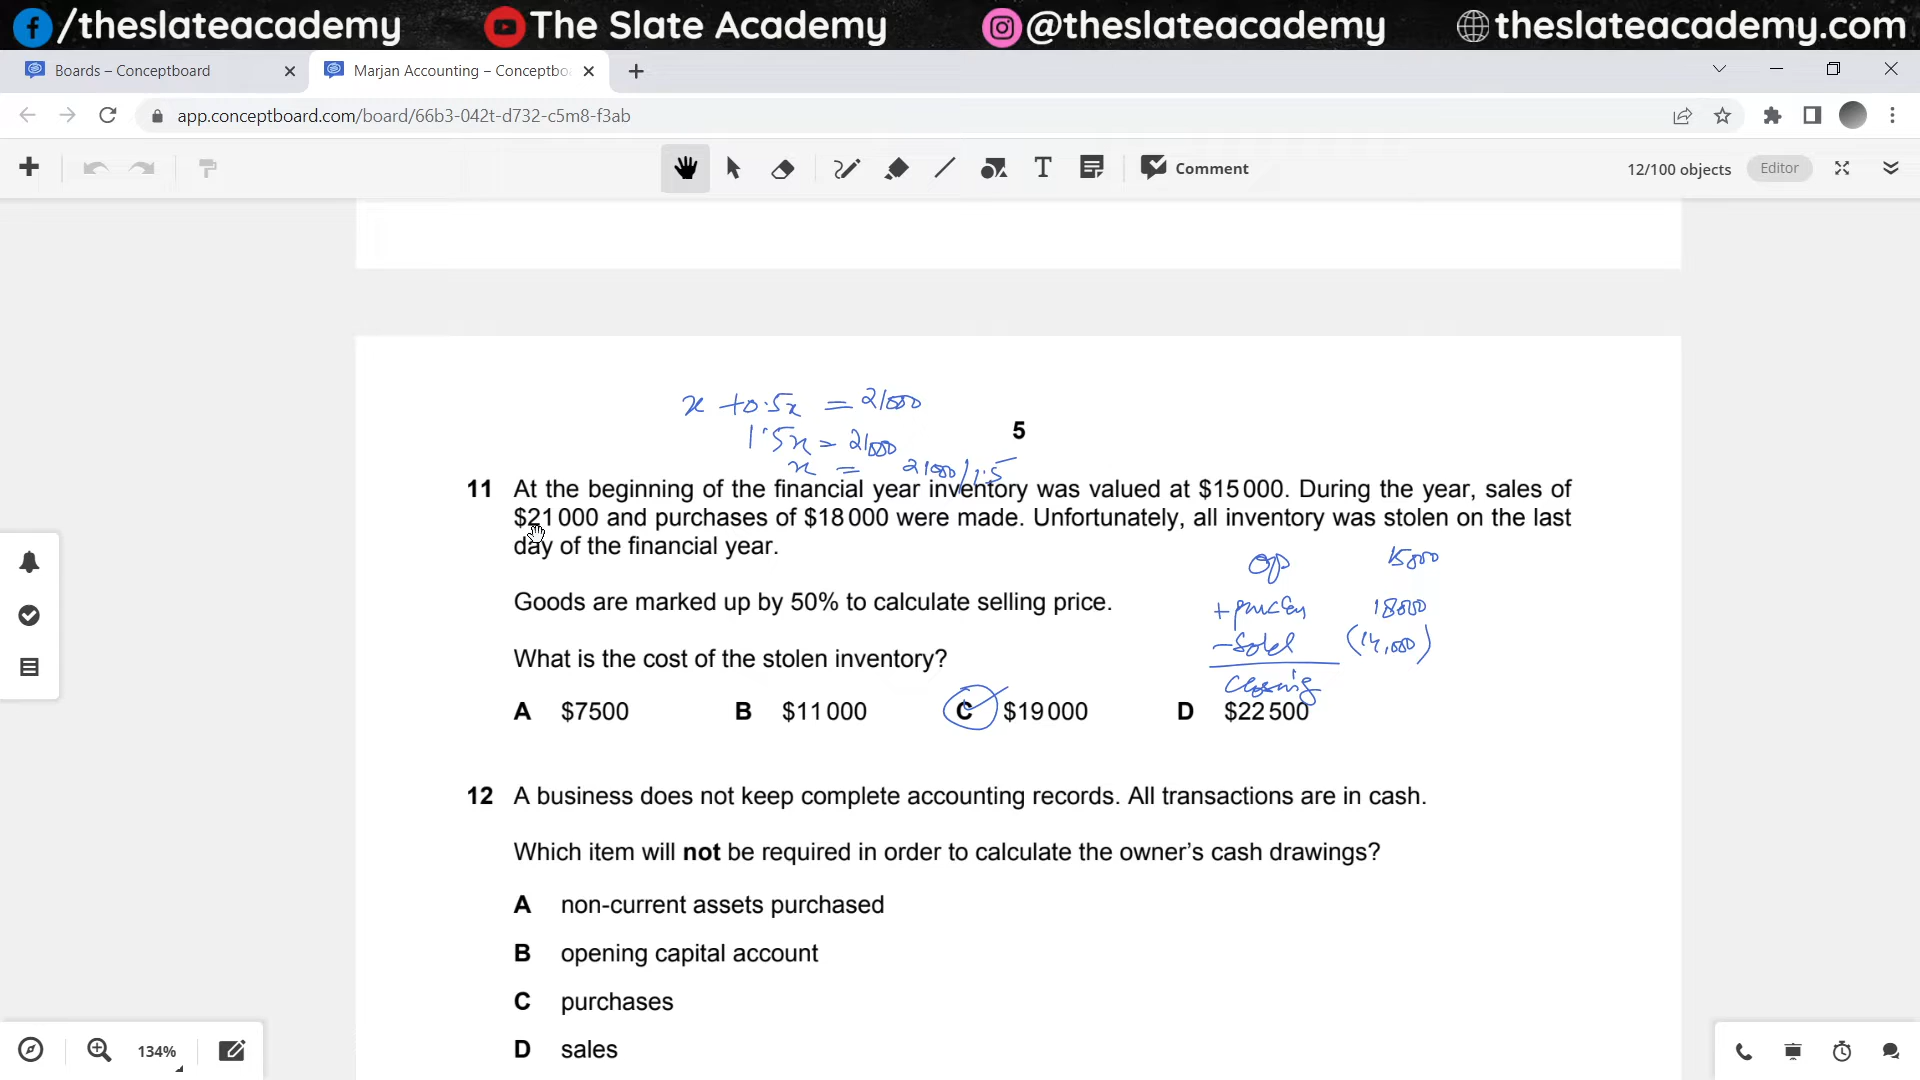 /theslateacademy The Slate Academy @theslateacademy theslateacademy.com
Boards – Conceptboard Marjan Accounting – Conceptbo
app.conceptboard.com/board/66b3-042t-d732-c5m8-f3ab
Comment 12/100 objects Editor
x +0.5x = 21000
1.5x = 21000
x = 21000/1.5
5
11 At the beginning of the financial year inventory was valued at $15 000. During the year, sales of
$21 000 and purchases of $18 000 were made. Unfortunately, all inventory was stolen on the last
day of the financial year.
Op 15000
Goods are marked up by 50% to calculate selling price.
+ 18000
What is the cost of the stolen inventory?
- Sold (14,000)
closing
A $7500 B $11 000 C $19 000 D $22 500
12 A business does not keep complete accounting records. All transactions are in cash.
Which item will not be required in order to calculate the owner’s cash drawings?
A non-current assets purchased
B opening capital account
C purchases
D sales
134%